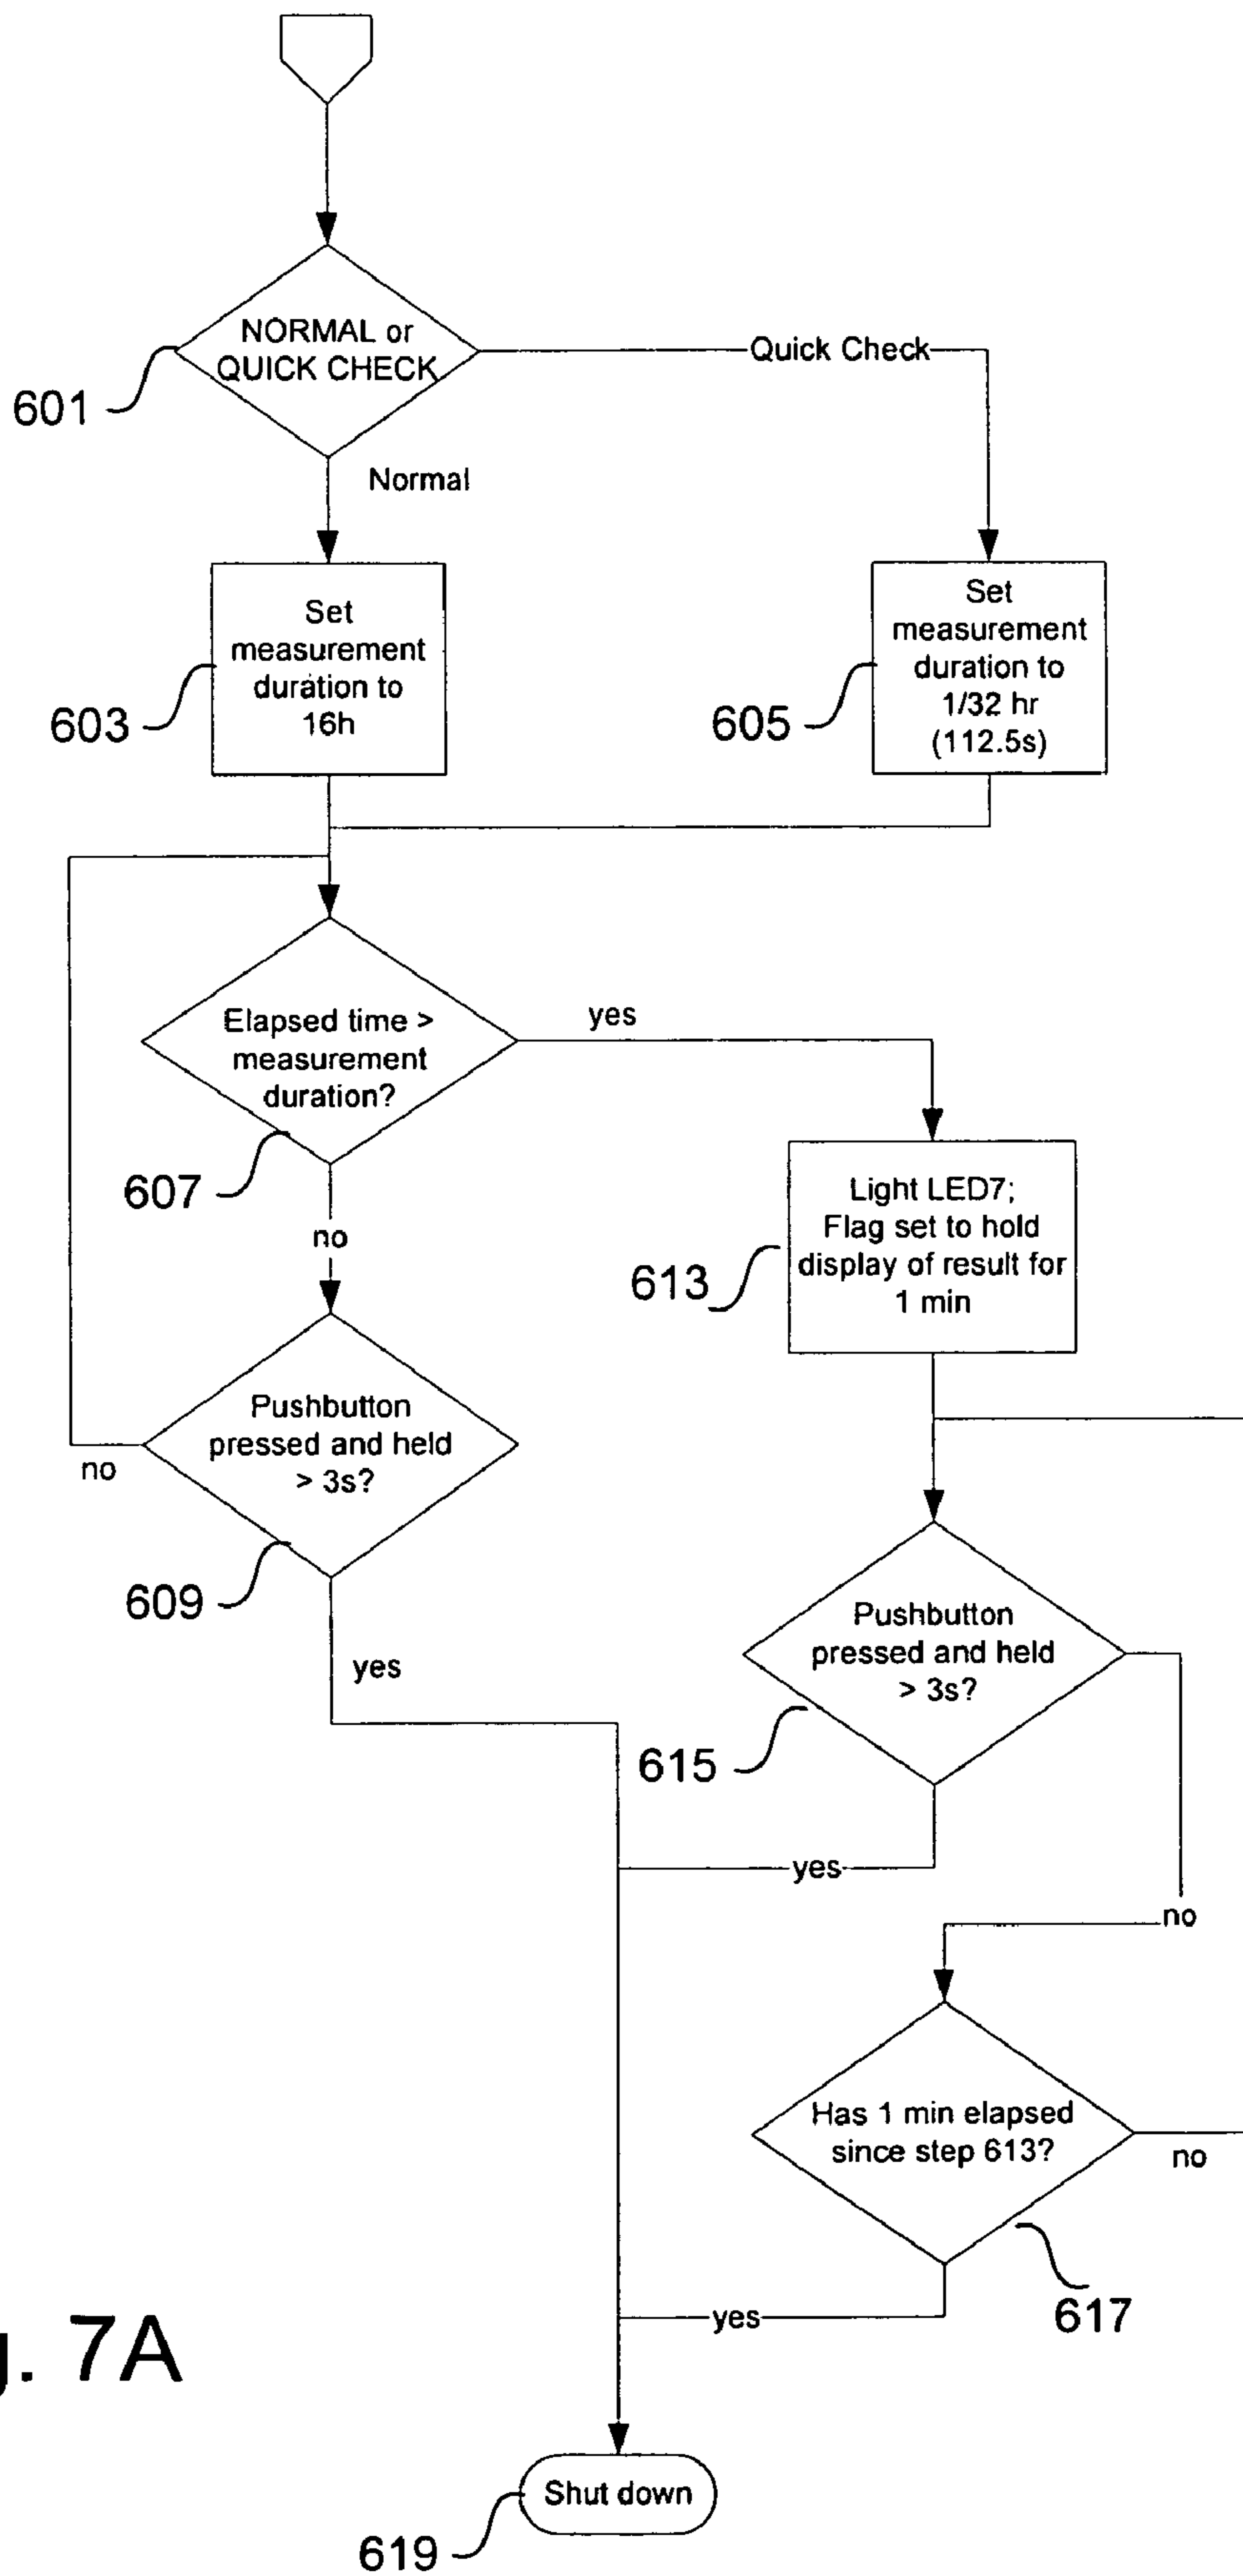 NORMAL or
QUICK CHECK
Quick Check
601
Normal
Set
measurement
duration to
16h
603
Set
measurement
duration to
1/32 hr
(112.5s)
605
Elapsed time >
measurement
duration?
yes
607
no
Light LED7;
Flag set to hold
display of result for
1 min
613
Pushbutton
pressed and held
> 3s?
no
609
yes
Pushbutton
pressed and held
> 3s?
615
yes
no
Has 1 min elapsed
since step 613?
no
617
yes
g. 7A
Shut down
619